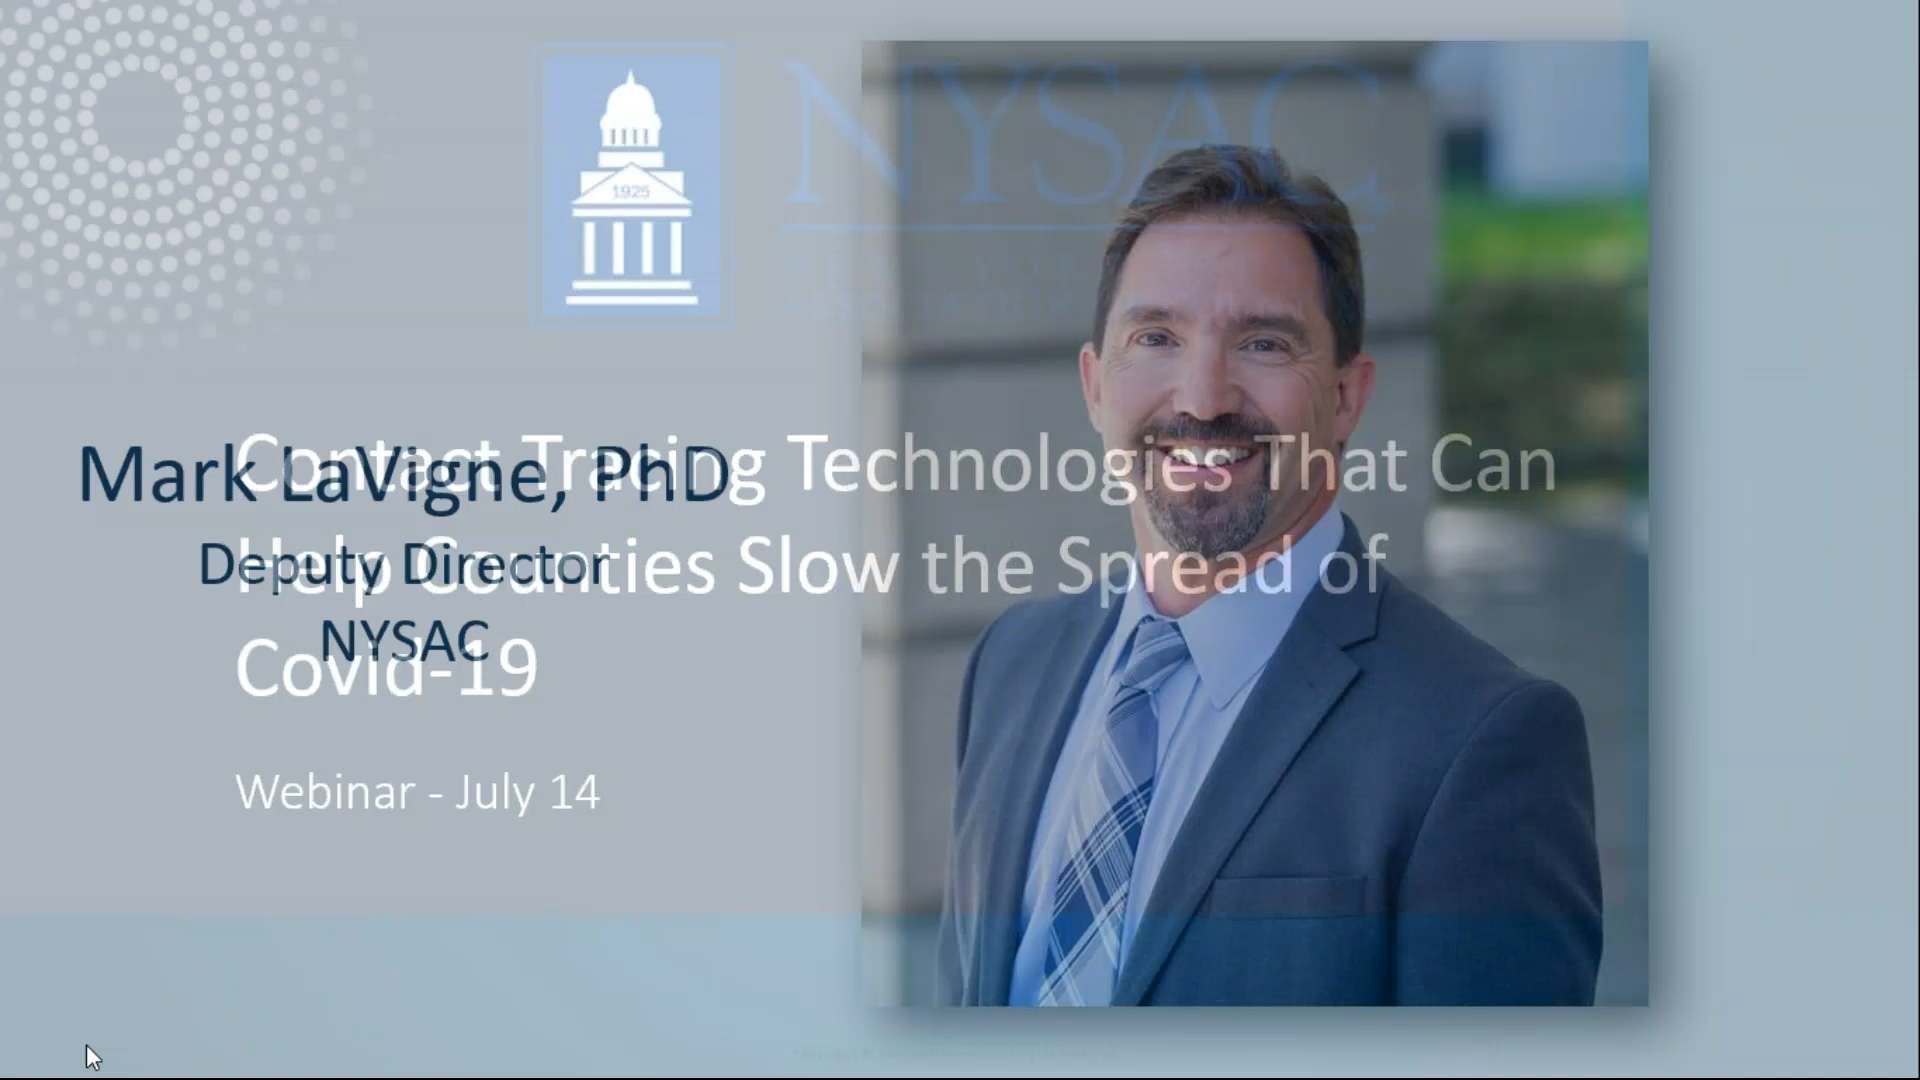 NYSAC
1925
Mark LaVigne, PhD
Deputy Director
NYSAC
Contact Tracing Technologies That Can
Help Counties Slow the Spread of
Covid-19
Webinar - July 14